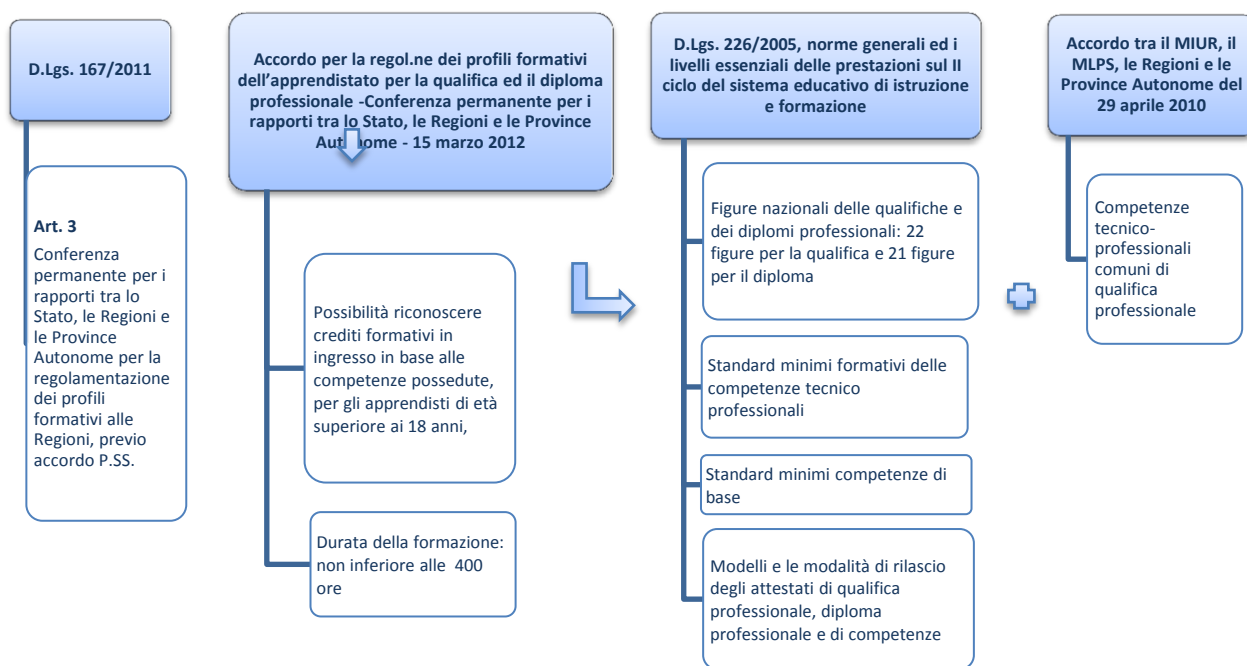 D.Lgs. 167/2011
Art. 3
Conferenza
permanente per i
rapporti tra lo
Stato, le Regioni e
le Province
Autonome per la
regolamentazione
dei profili
formativi alle
Regioni, previo
accordo P.SS.
Accordo per la regol.ne dei profili formativi
dell'apprendistato per la qualifica ed il diploma
professionale -Conferenza permanente per i
rapporti tra lo Stato, le Regioni e le Province
Autonome - 15 marzo 2012
Possibilità riconoscere
crediti formativi in
ingresso in base alle
competenze possedute,
per gli apprendisti di età
superiore ai 18 anni,
Durata della formazione:
non inferiore alle 400
ore
D.Lgs. 226/2005, norme generali ed i
livelli essenziali delle prestazioni sul II
ciclo del sistema educativo di istruzione
e formazione
Figure nazionali delle qualifiche e
dei diplomi professionali: 22
figure per la qualifica e 21 figure
per il diploma
Standard minimi formativi delle
competenze tecnico
professionali
Standard minimi competenze di
base
Modelli e le modalità di rilascio
degli attestati di qualifica
professionale, diploma
professionale e di competenze
Accordo tra il MIUR, il
MLPS, le Regioni e le
Province Autonome del
29 aprile 2010
Competenze
tecnico-
professionali
comuni di
qualifica
professionale